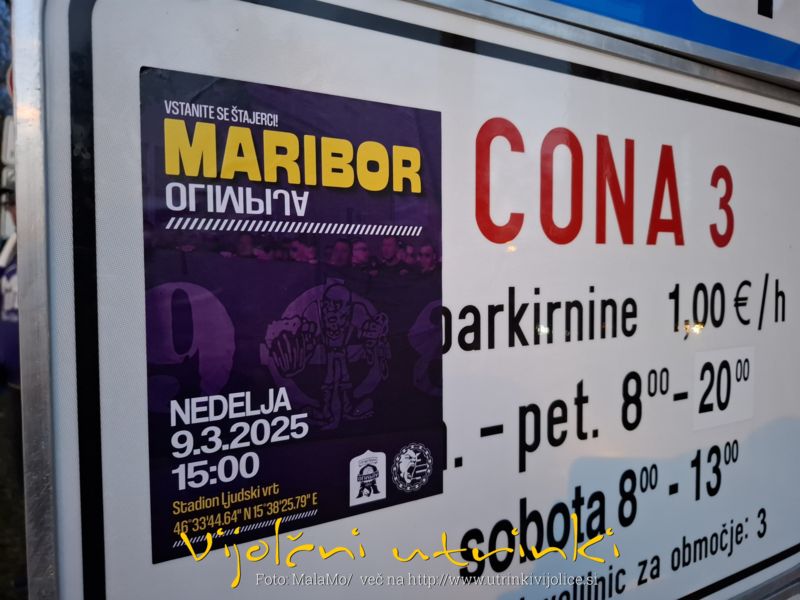 VSTANITE SE ŠTAJERCI!
MARIBOR
OLIMPIJA
NEDELJA
9.3.2025
15:00
Stadion Ljudski vrt
46°33'44.64" N 15°38'25.79" E
CONA 3
parkirnine 1,00 €/h
. – pet. 8⁰⁰ – 20⁰⁰
sobota 8⁰⁰ - 13⁰⁰
za območje: 3
Vijolični utrinki
Foto: MalaMo/ več na http://www.utrinkivijolice.si